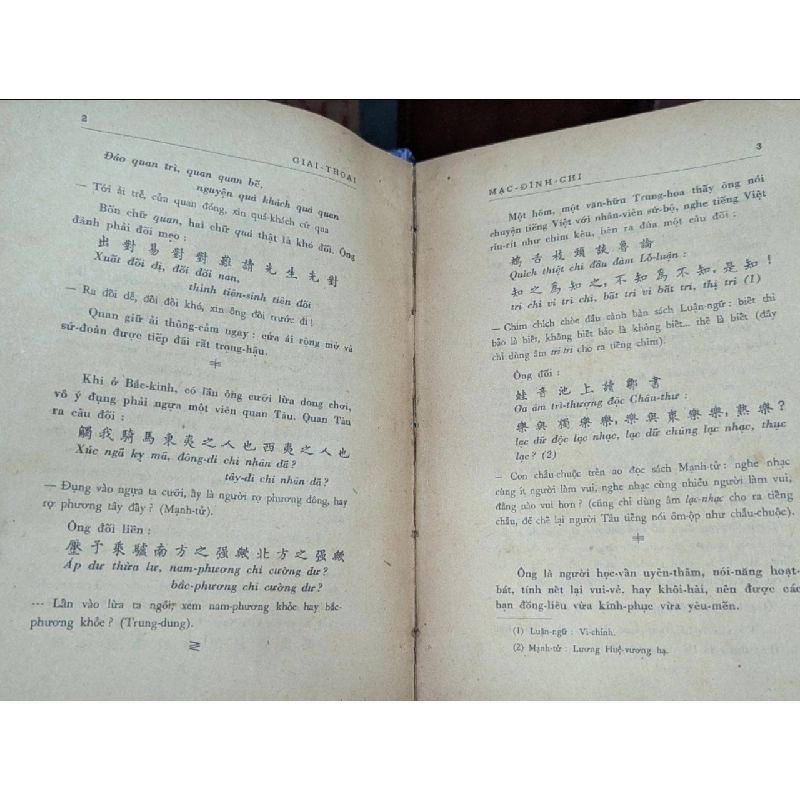 2
GIAI-THOẠI
Đáo quan trì, quan quan bế,
nguyện quá khách quá quan
— Tới ải trễ, cửa quan đóng, xin quá-khách cứ qua
Bốn chữ quan, hai chữ quá thật là khó đối. Ông
đành phải đối mẹo :
出對易對對難請先生先對
Xuất đối dị, đối đối nan,
thỉnh tiên-sinh tiên đối
— Ra đối dễ, đối đối khó, xin ông đối trước đi !
Quan giữ ải thông-cảm ngay : cửa ải rộng mở và
sứ-đoàn được tiếp đãi rất trọng-hậu.
Khi ở Bắc-kinh, có lần ông cưỡi lừa dong chơi,
vô ý đụng phải ngựa một viên quan Tàu. Quan Tàu
ra câu đối :
觸我騎馬東夷之人也西夷之人也
Xúc ngã kỵ mã, đông-di chi nhân dã ?
tây-di chi nhân dã ?
— Đụng vào ngựa ta cưỡi, ấy là người rợ phương đông, hay
rợ phương tây đây ? (Mạnh-tử).
Ông đối liền :
壓予乘驢南方之强歟北方之强歟
Áp dư thừa lư, nam-phương chi cường dư ?
bắc-phương chi cường dư ?
--- Lấn vào lừa ta ngồi, xem nam-phương khỏe hay bắc-
phương khỏe ? (Trung-dung).
3
MẠC-ĐĨNH-CHI
Một hôm, một văn-hữu Trung-hoa thấy ông nói
chuyện tiếng Việt với nhân-viên sứ-bộ, nghe tiếng Việt
ríu-rít như chim kêu, bèn ra đùa một câu đối :
舌枝頭談魯論
Quích thiệt chi đầu đàm Lỗ-luận :
知之爲知之, 不知爲不知, 是知!
tri chi vi tri chi, bất tri vi bất tri, thị tri (1)
— Chim chích chòe đầu cành bàn sách Luận-ngữ : biết thì
bảo là biết, không biết bảo là không biết... thế là biết (đây
chỉ dùng âm tri tri cho ra tiếng chim).
Ông đối :
蛙音池上讀鄒書
Oa âm trì-thượng độc Châu-thư :
樂與獨樂樂, 樂與衆樂樂, 孰樂?
lạc dữ độc lạc nhạc, lạc dữ chúng lạc nhạc, thục
lạc ? (2)
— Con chẫu-chuộc trên ao đọc sách Mạnh-tử : nghe nhạc
cùng ít người làm vui, nghe nhạc cùng nhiều người làm vui,
đằng nào vui hơn ? (cũng chỉ dùng âm lạc-nhạc cho ra tiếng
chẫu, để chê lại người Tàu tiếng nói ồm-ộp như chẫu-chuộc).
Ông là người học-vấn uyên-thâm, nói-năng hoạt-
bát, tính nết lại vui-vẻ. hay khôi-hài, nên được các
bạn đồng-liêu vừa kính-phục vừa yêu-mến.
(1) Luận-ngữ : Vi-chính.
(2) Mạnh-tử : Lương Huệ-vương hạ.